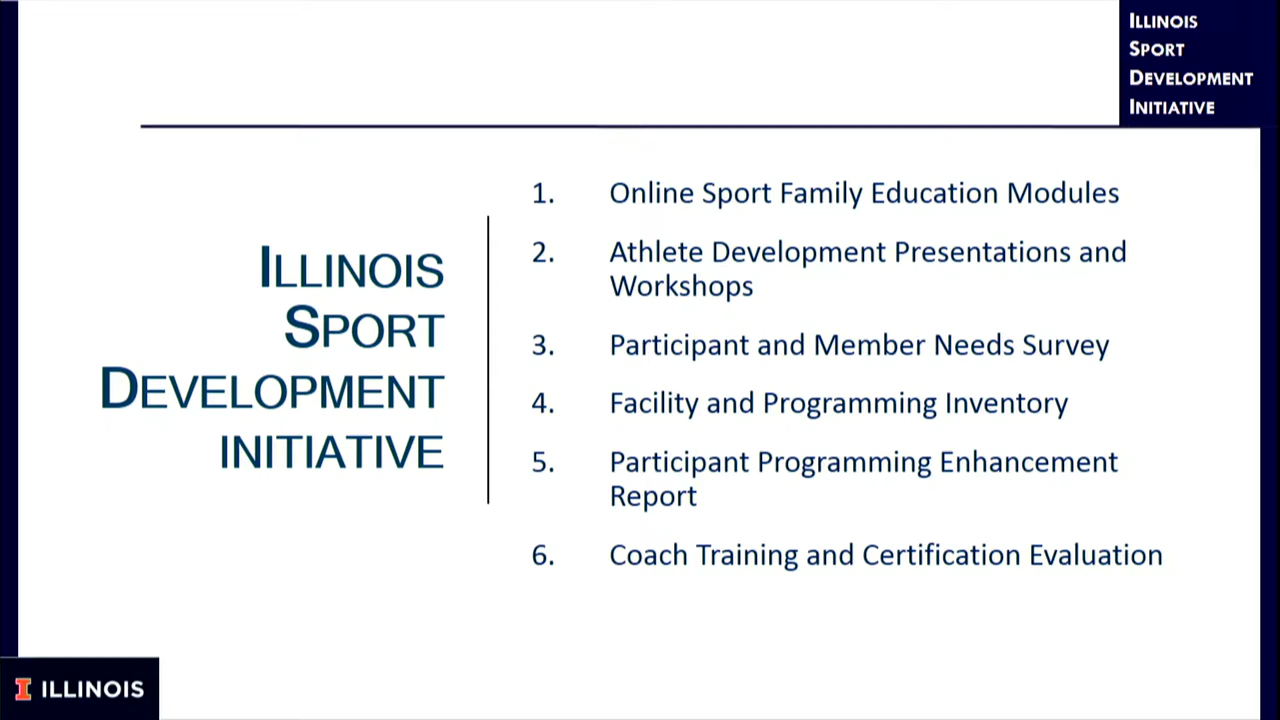 ILLINOIS
SPORT
DEVELOPMENT
INITIATIVE
ILLINOIS
SPORT
DEVELOPMENT
INITIATIVE
1. Online Sport Family Education Modules
2. Athlete Development Presentations and
Workshops
3. Participant and Member Needs Survey
4. Facility and Programming Inventory
5. Participant Programming Enhancement
Report
6. Coach Training and Certification Evaluation
I ILLINOIS